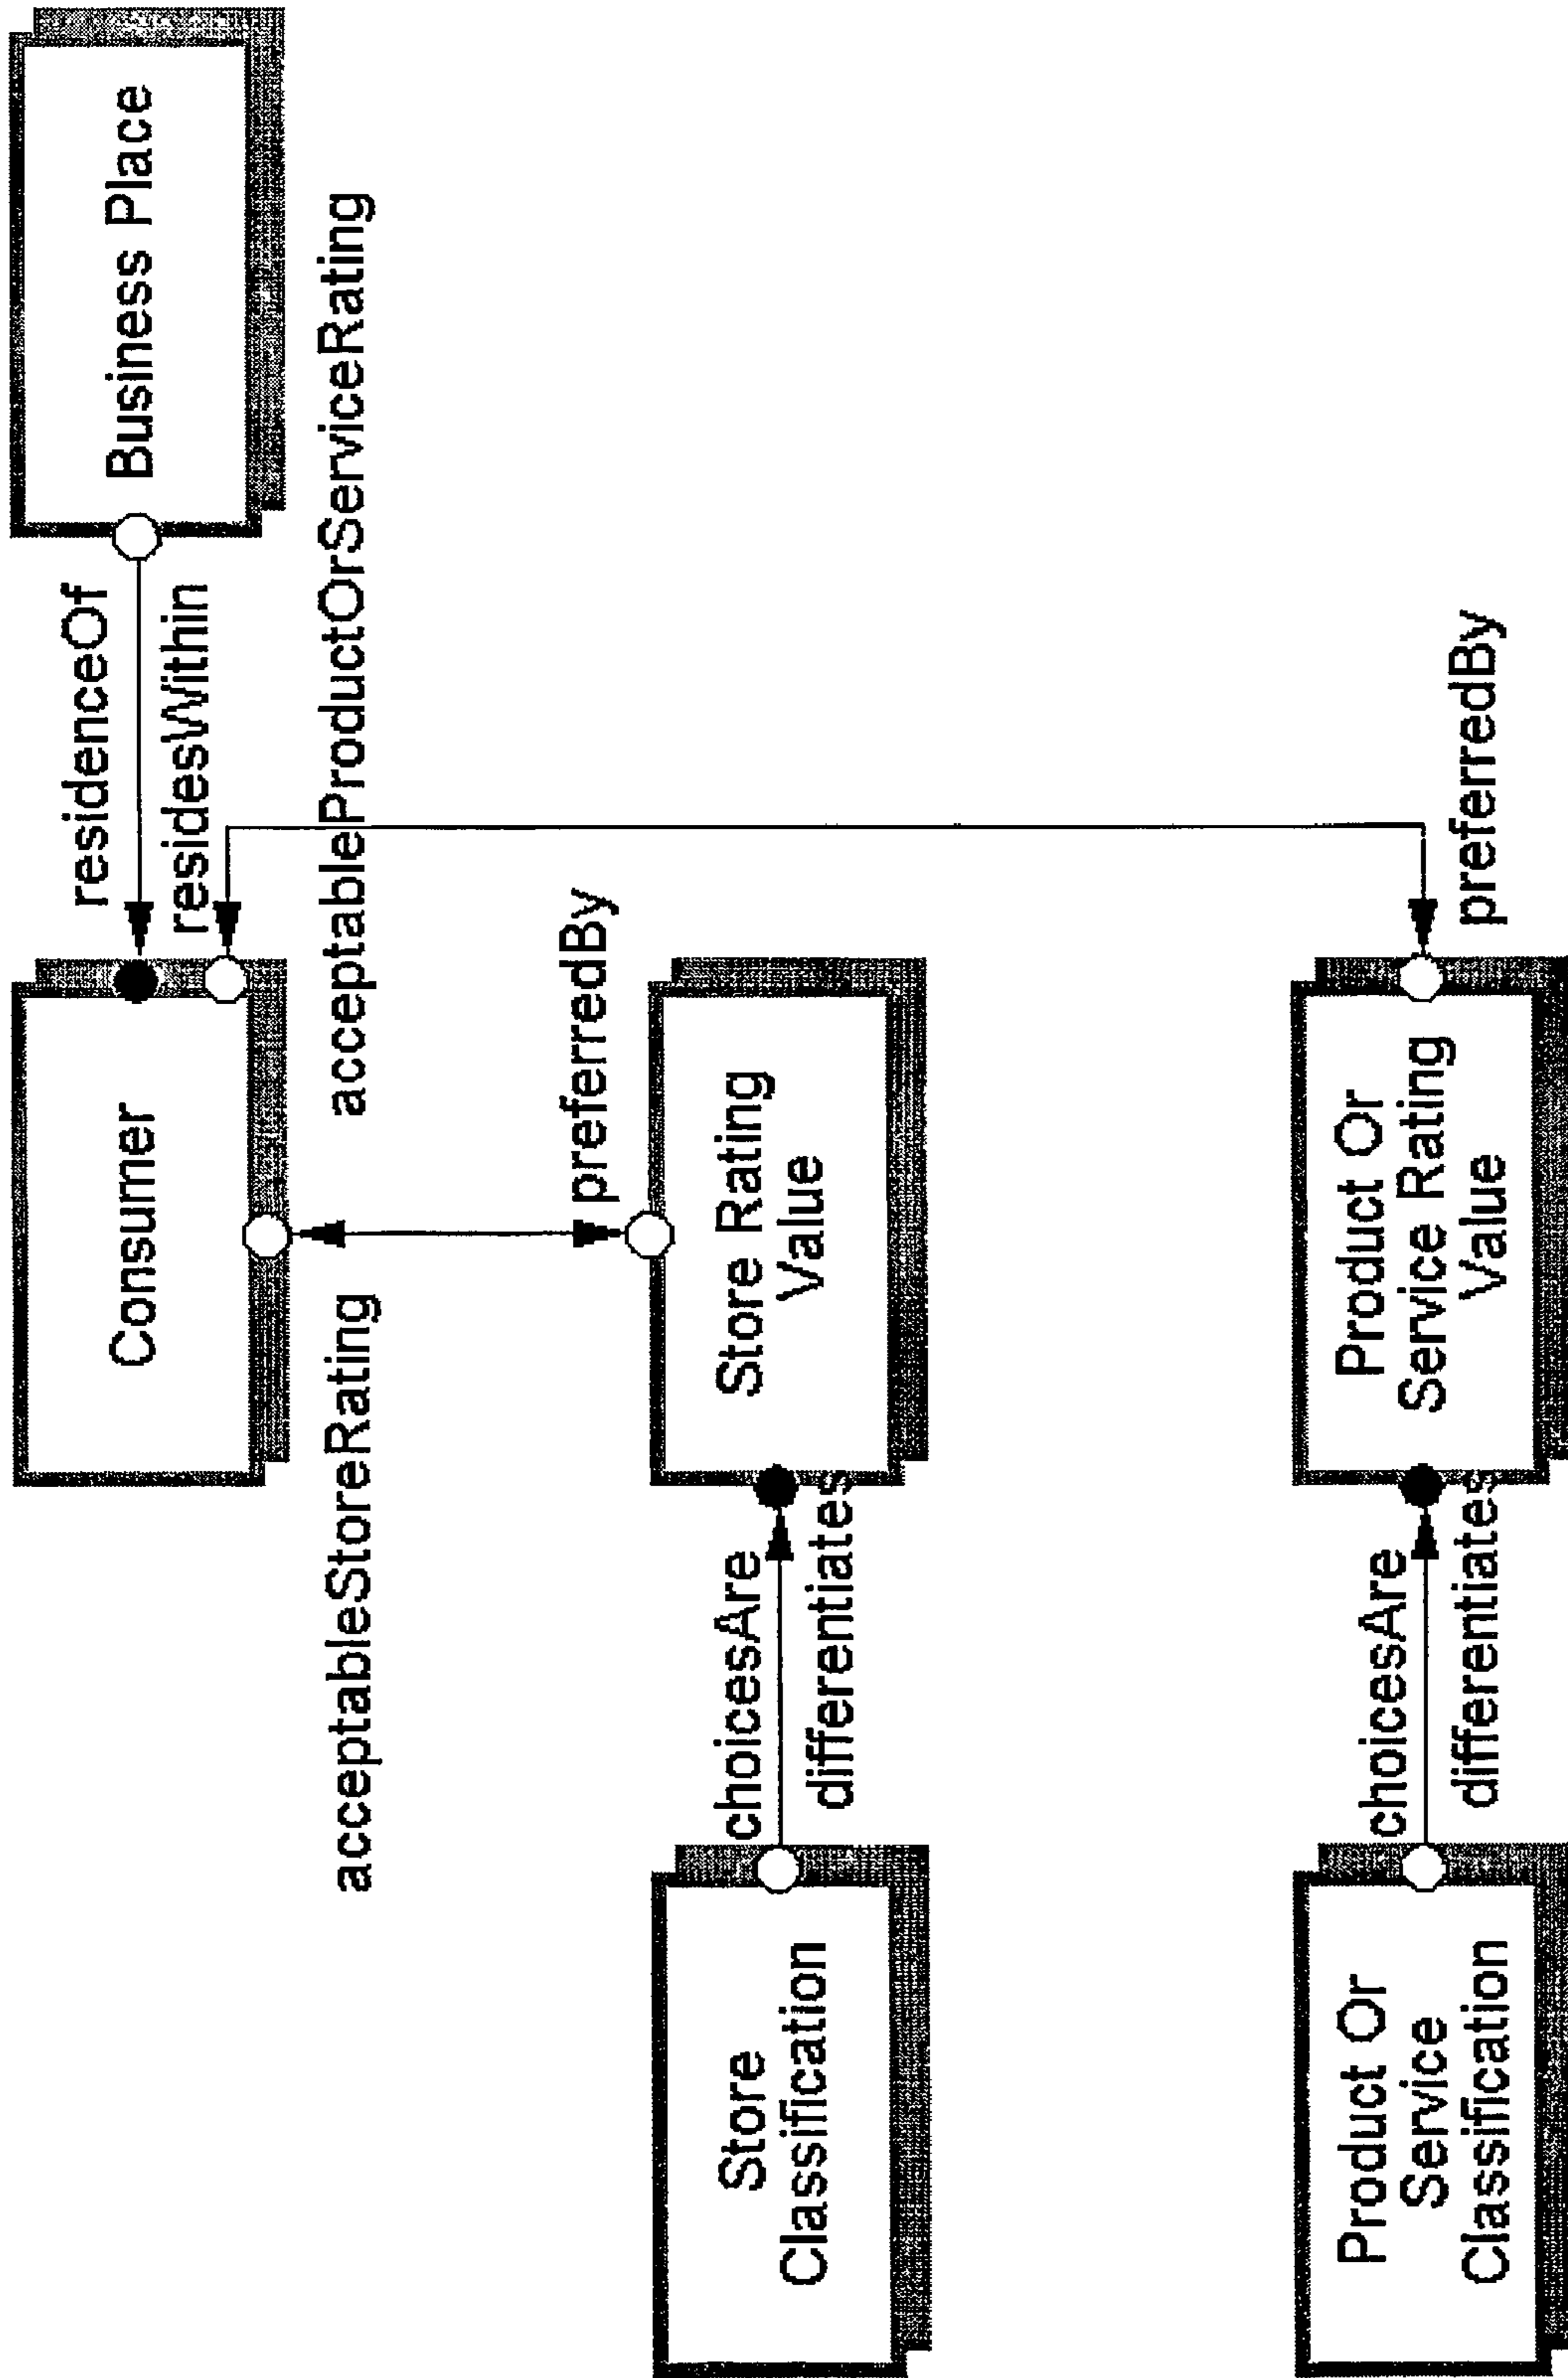 Consumer
residenceOf
residesWithin
Business Place
acceptableStoreRating
acceptableProductOrServiceRating
preferredBy
Store
Classification
choicesAre
differentiates
Store Rating
Value
Product Or
Service
Classification
choicesAre
differentiates
Product Or
Service Rating
Value
preferredBy